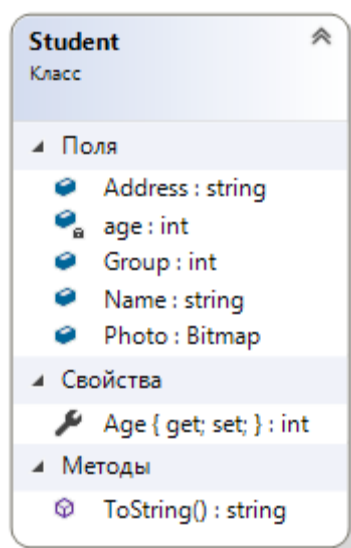 Student
Класс
Поля
Address : string
age : int
Group : int
Name : string
Photo : Bitmap
Свойства
Age { get; set; } : int
Методы
ToString() : string